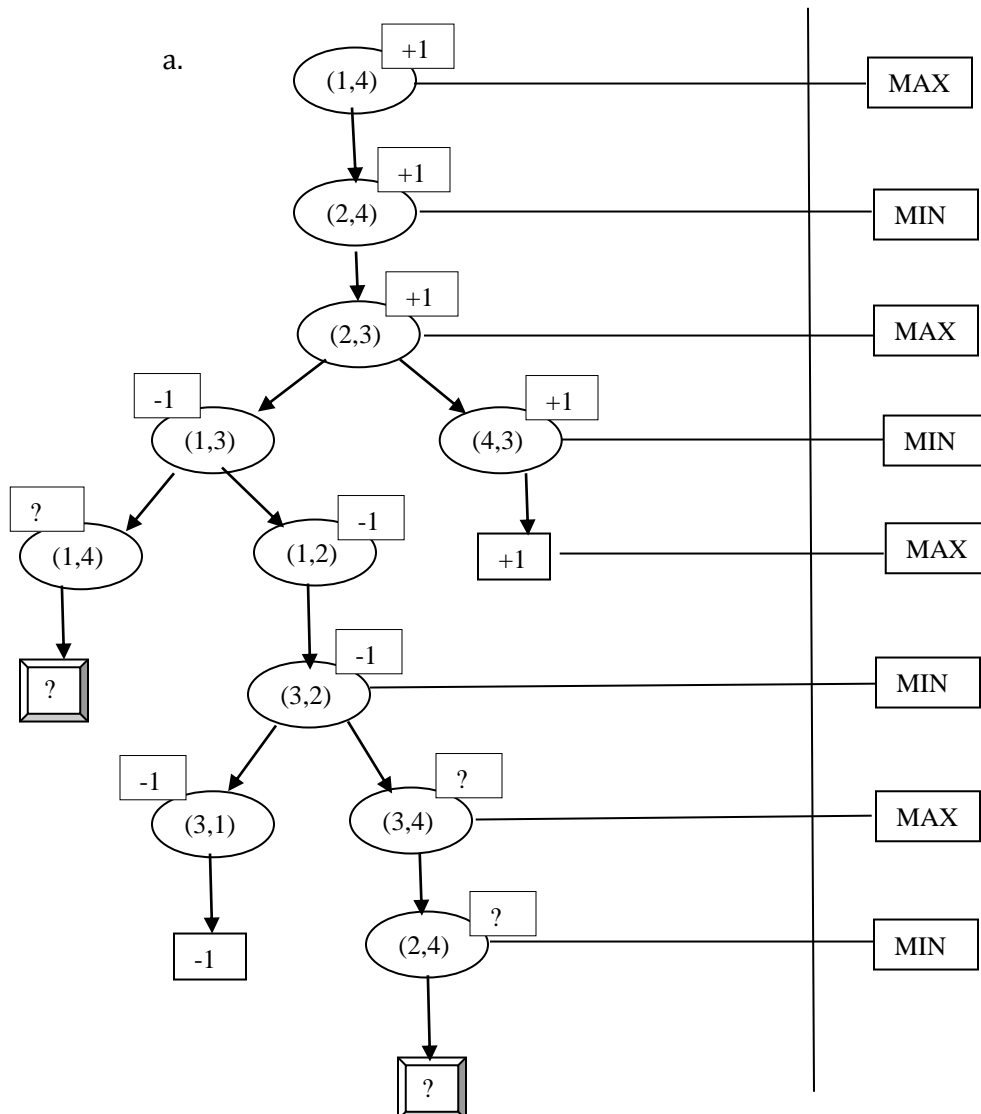 +1
a.
(1,4)
MAX
+1
(2,4)
MIN
+1
(2,3)
MAX
-1
+1
(1,3)
(4,3)
MIN
?
-1
(1,4)
(1,2)
+1
MAX
-1
?
(3,2)
MIN
-1
?
(3,1)
(3,4)
MAX
?
(2,4)
MIN
-1
?